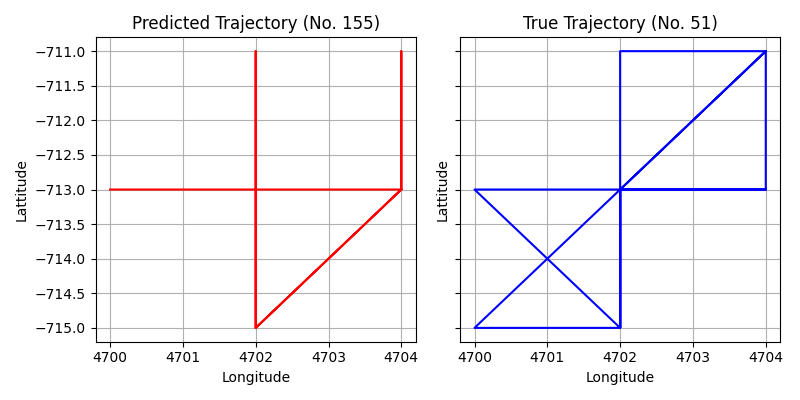 Predicted Trajectory (No. 155)
True Trajectory (No. 51)
−711.0
−711.5
−712.0
−712.5
−713.0
−713.5
−714.0
−714.5
−715.0
Lattitude
Lattitude
4700 4701 4702 4703 4704
4700 4701 4702 4703 4704
Longitude
Longitude